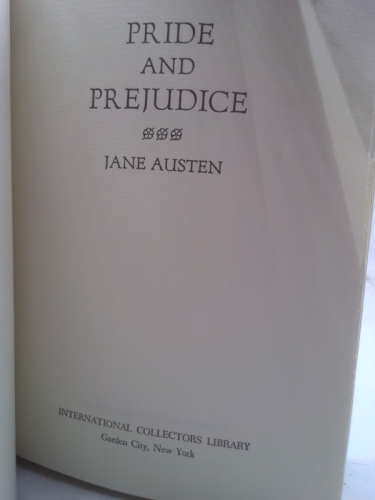 PRIDE
AND
PREJUDICE
JANE AUSTEN
INTERNATIONAL COLLECTORS LIBRARY
Garden City, New York